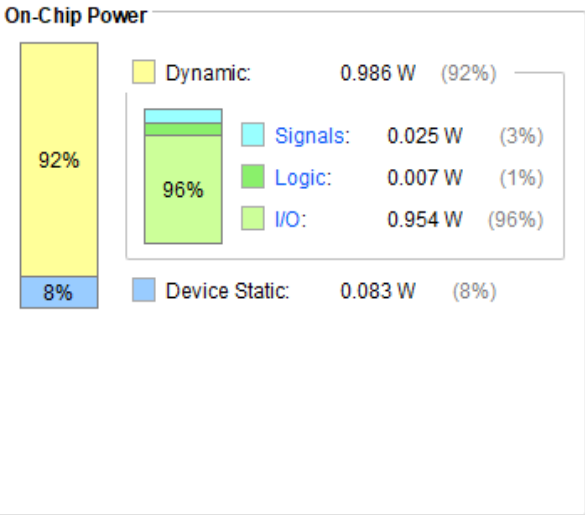 On-Chip Power
Dynamic: 0.986 W (92%)
92%
Signals: 0.025 W (3%)
Logic: 0.007 W (1%)
96%
I/O: 0.954 W (96%)
8%
Device Static: 0.083 W (8%)